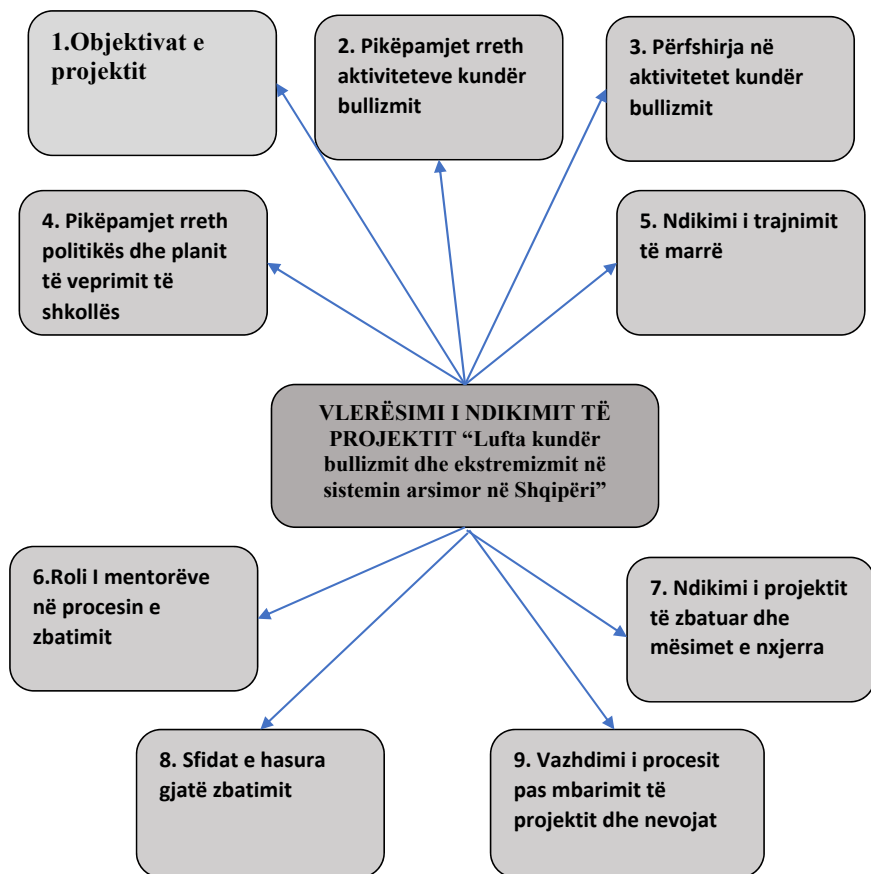 1.Objektivat e
projektit
2. Pikëpamjet rreth
aktiviteteve kundër
bullizmit
3. Përfshirja në
aktivitetet kundër
bullizmit
4. Pikëpamjet rreth
politikës dhe planit
të veprimit të
shkollës
5. Ndikimi i trajnimit
të marrë
VLERËSIMI I NDIKIMIT TË
PROJEKTIT “Lufta kundër
bullizmit dhe ekstremizmit në
sistemin arsimor në Shqipëri”
6.Roli I mentorëve
në procesin e
zbatimit
7. Ndikimi i projektit
të zbatuar dhe
mësimet e nxjerra
8. Sfidat e hasura
gjatë zbatimit
9. Vazhdimi i procesit
pas mbarimit të
projektit dhe nevojat